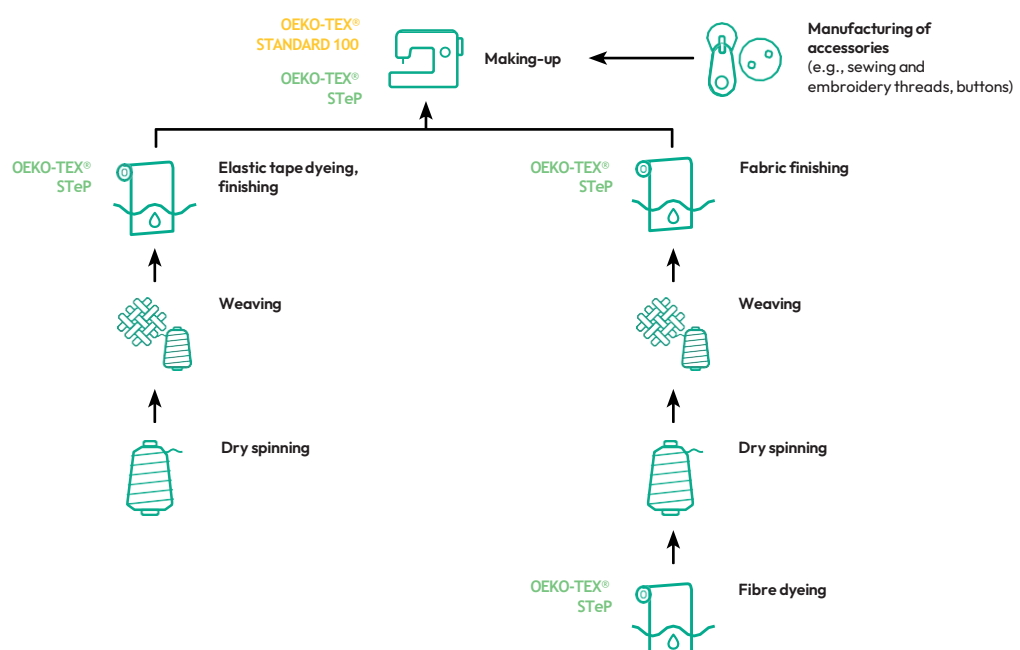 OEKO-TEX®
STANDARD 100
OEKO-TEX®
STeP
Making-up
Manufacturing of
accessories
(e.g., sewing and
embroidery threads, buttons)
OEKO-TEX®
STeP
Elastic tape dyeing,
finishing
OEKO-TEX®
STeP
Fabric finishing
Weaving
Weaving
Dry spinning
Dry spinning
OEKO-TEX®
STeP
Fibre dyeing